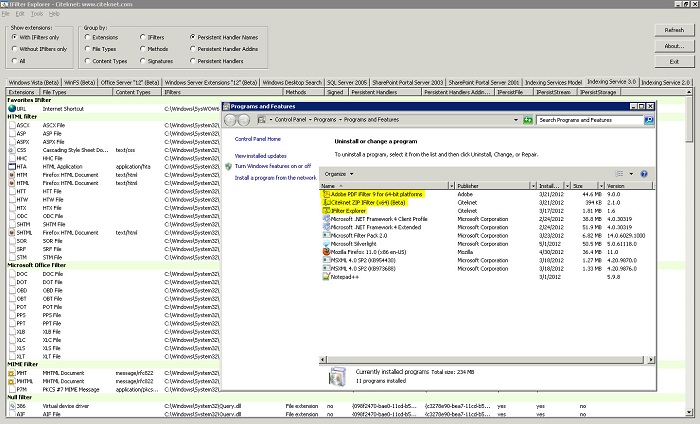 IFilter Explorer - Citeknet: www.citeknet.com
File Edit Tools Help
Show extensions:
With IFilters only
Without IFilters only
All
Group by:
Extensions IFilters Persistent Handler Names
File Types Methods Persistent Handler Addins
Content Types Signatures Persistent Handlers
Refresh
About...
Exit
Windows Vista (Beta) WinFS (Beta) Office Server "12" (Beta) Windows Server Extensions "12" (Beta) Windows Desktop Search SQL Server 2005 SharePoint Portal Server 2003 SharePoint Portal Server 2001 Indexing Services Model Indexing Service 3.0 Indexing Service 2.0
Extensions File Types Content Types IFilters Methods Signed Persistent Handlers Persistent Handlers Addin... IPersistFile IPersistStream IPersistStorage
Favorites IFilter
URL Internet Shortcut C:\Windows\SysWOW6
HTML filter
ASCX ASCX File C:\Windows\System32\
ASP ASP File C:\Windows\System32\
ASPX ASPX File C:\Windows\System32\
CSS Cascading Style Sheet Do... text/css C:\Windows\System32\
HHC HHC File C:\Windows\System32\
HTA HTML Application application/hta C:\Windows\System32\
HTM Firefox HTML Document text/html C:\Windows\System32\
HTML Firefox HTML Document text/html C:\Windows\System32\
HTW HTW File C:\Windows\System32\
HTX HTX File C:\Windows\System32\
ODC ODC File C:\Windows\System32\
SHTM SHTM File C:\Windows\System32\
SHTML Firefox HTML Document text/html C:\Windows\System32\
SOR SOR File C:\Windows\System32\
SRF SRF File C:\Windows\System32\
STM STM File C:\Windows\System32\
Microsoft Office Filter
DOC DOC File C:\Windows\System32\
DOT DOT File C:\Windows\System32\
OBD OBD File C:\Windows\System32\
OBT OBT File C:\Windows\System32\
POT POT File C:\Windows\System32\
PPS PPS File C:\Windows\System32\
PPT PPT File C:\Windows\System32\
XLB XLB File C:\Windows\System32\
XLC XLC File C:\Windows\System32\
XLS XLS File C:\Windows\System32\
XLT XLT File C:\Windows\System32\
MIME Filter
MHT MHTML Document message/rfc822 C:\Windows\System32\
MHTML MHTML Document message/rfc822 C:\Windows\System32\
P7M PKCS #7 MIME Message application/pkcs... C:\Windows\System32\
Null filter
386 Virtual device driver C:\Windows\System32\Query.dll File extension no {098f2470-bae0-11cd-b5... {c3278e90-bea7-11cd-b5... yes yes no
AIF AIF File C:\Windows\System32\Query.dll File extension no
Programs and Features
Control Panel Programs Programs and Features
Search Programs and Features
Control Panel Home
View installed updates
Turn Windows features on or off
Install a program from the network
Uninstall or change a program
To uninstall a program, select it from the list and then click Uninstall, Change, or Repair.
Organize
Name Publisher Install... Size Version
Adobe PDF iFilter 9 for 64-bit platforms Adobe 3/21/2012 44.6 MB 9.0.0
Citeknet ZIP IFilter (x64) (Beta) Citeknet 3/21/2012 394 KB 2.1.0
IFilter Explorer Citeknet 3/17/2012 1.81 MB 1.6
Microsoft .NET Framework 4 Client Profile Microsoft Corporation 2/24/2012 38.8 MB 4.0.30319
Microsoft .NET Framework 4 Extended Microsoft Corporation 2/24/2012 51.9 MB 4.0.30319
Microsoft Filter Pack 2.0 Microsoft Corporation 3/23/2012 6.82 MB 14.0.6029.1000
Microsoft Silverlight Microsoft Corporation 5/1/2012 50.5 MB 5.0.61118.0
Mozilla Firefox 11.0 (x86 en-US) Mozilla 4/30/2012 36.4 MB 11.0
MSXML 4.0 SP2 (KB954430) Microsoft Corporation 3/18/2012 1.27 MB 4.20.9870.0
MSXML 4.0 SP2 (KB973688) Microsoft Corporation 3/18/2012 1.33 MB 4.20.9876.0
Notepad++ 3/1/2012 5.9.8
Currently installed programs Total size: 234 MB
11 programs installed